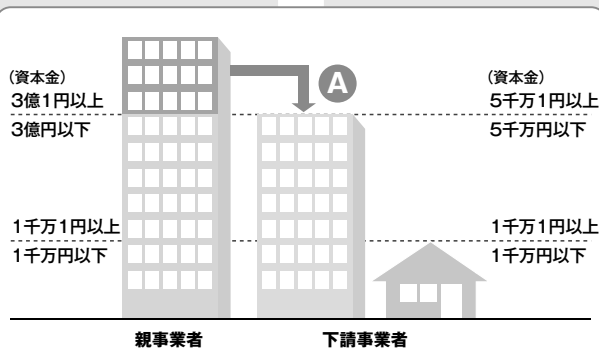 (資本金)
3億1円以上
3億円以下
1千万1円以上
1千万円以下
A
(資本金)
5千万1円以上
5千万円以下
1千万1円以上
1千万円以下
親事業者
下請事業者